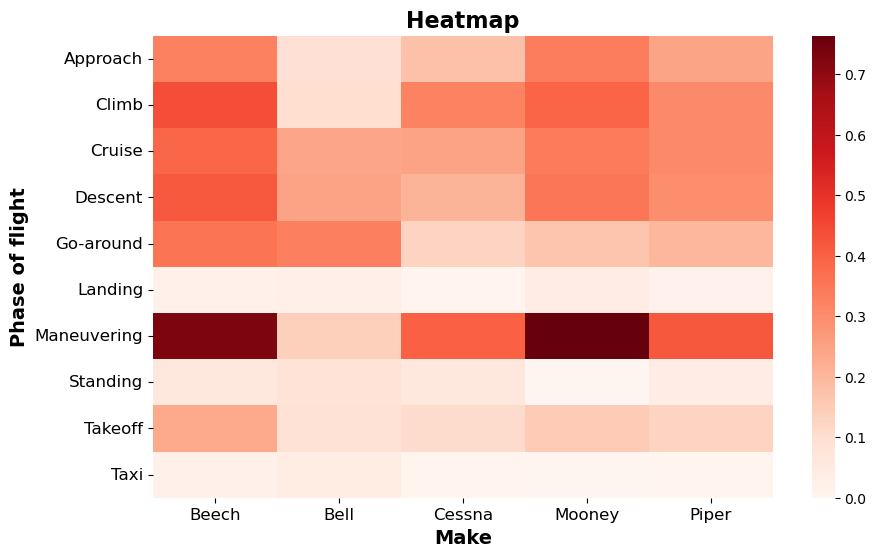 Heatmap
Phase of flight
Approach
Climb
Cruise
Descent
Go-around
Landing
Maneuvering
Standing
Takeoff
Taxi
Beech Bell Cessna Mooney Piper
Make
0.7
0.6
0.5
0.4
0.3
0.2
0.1
0.0